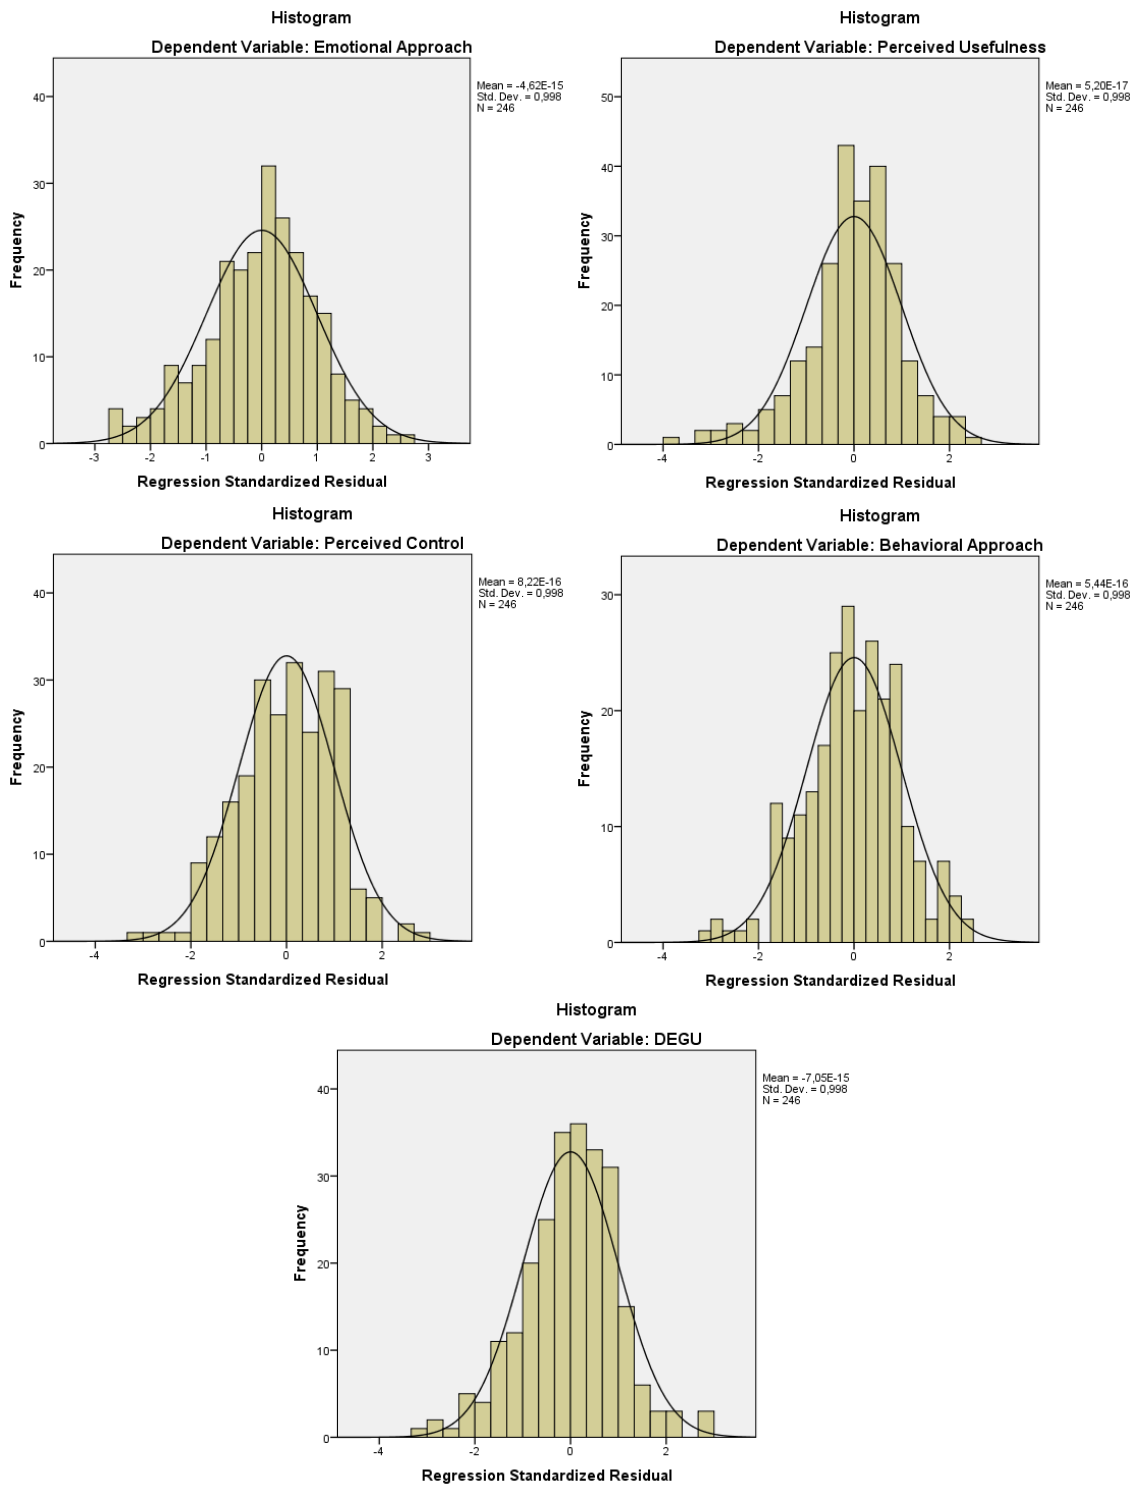 Histogram
Dependent Variable: Emotional Approach
Mean = -4,62E-15
Std. Dev. = 0,998
N = 246
40
30
20
10
0
Frequency
-3 -2 -1 0 1 2 3
Regression Standardized Residual
Histogram
Dependent Variable: Perceived Usefulness
Mean = 5,20E-17
Std. Dev. = 0,998
N = 246
50
40
30
20
10
0
Frequency
-4 -2 0 2
Regression Standardized Residual
Histogram
Dependent Variable: Perceived Control
Mean = 8,22E-16
Std. Dev. = 0,998
N = 246
40
30
20
10
0
Frequency
-4 -2 0 2
Regression Standardized Residual
Histogram
Dependent Variable: Behavioral Approach
Mean = 5,44E-16
Std. Dev. = 0,998
N = 246
30
20
10
0
Frequency
-4 -2 0 2
Regression Standardized Residual
Histogram
Dependent Variable: DEGU
Mean = -7,05E-15
Std. Dev. = 0,998
N = 246
40
30
20
10
0
Frequency
-4 -2 0 2
Regression Standardized Residual